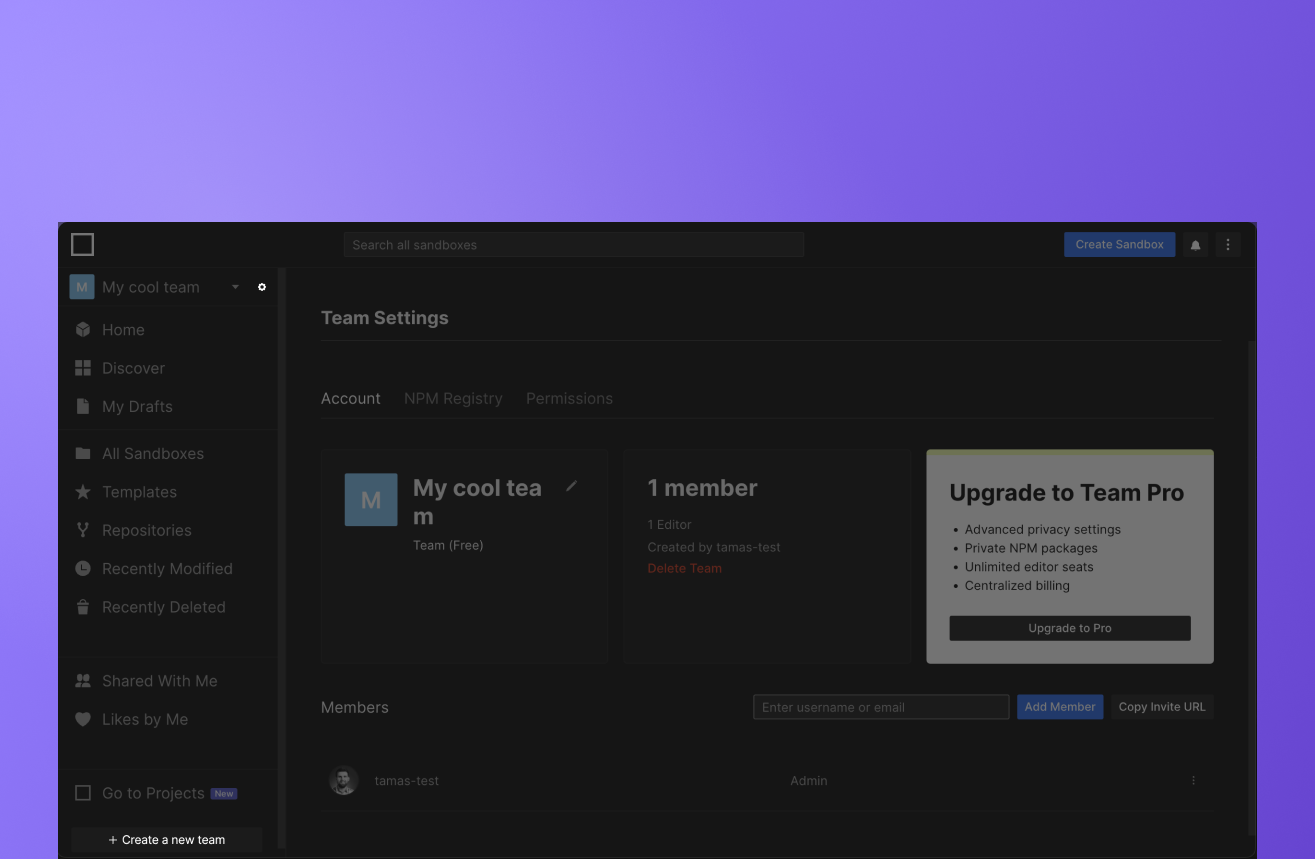 Search all sandboxes
Create Sandbox
M My cool team
Home
Discover
My Drafts
All Sandboxes
Templates
Repositories
Recently Modified
Recently Deleted
Shared With Me
Likes by Me
Go to Projects New
+ Create a new team
Team Settings
Account NPM Registry Permissions
M
My cool tea
m
Team (Free)
1 member
1 Editor
Created by tamas-test
Delete Team
Upgrade to Team Pro
• Advanced privacy settings
• Private NPM packages
• Unlimited editor seats
• Centralized billing
Upgrade to Pro
Members
Enter username or email
Add Member
Copy Invite URL
tamas-test
Admin